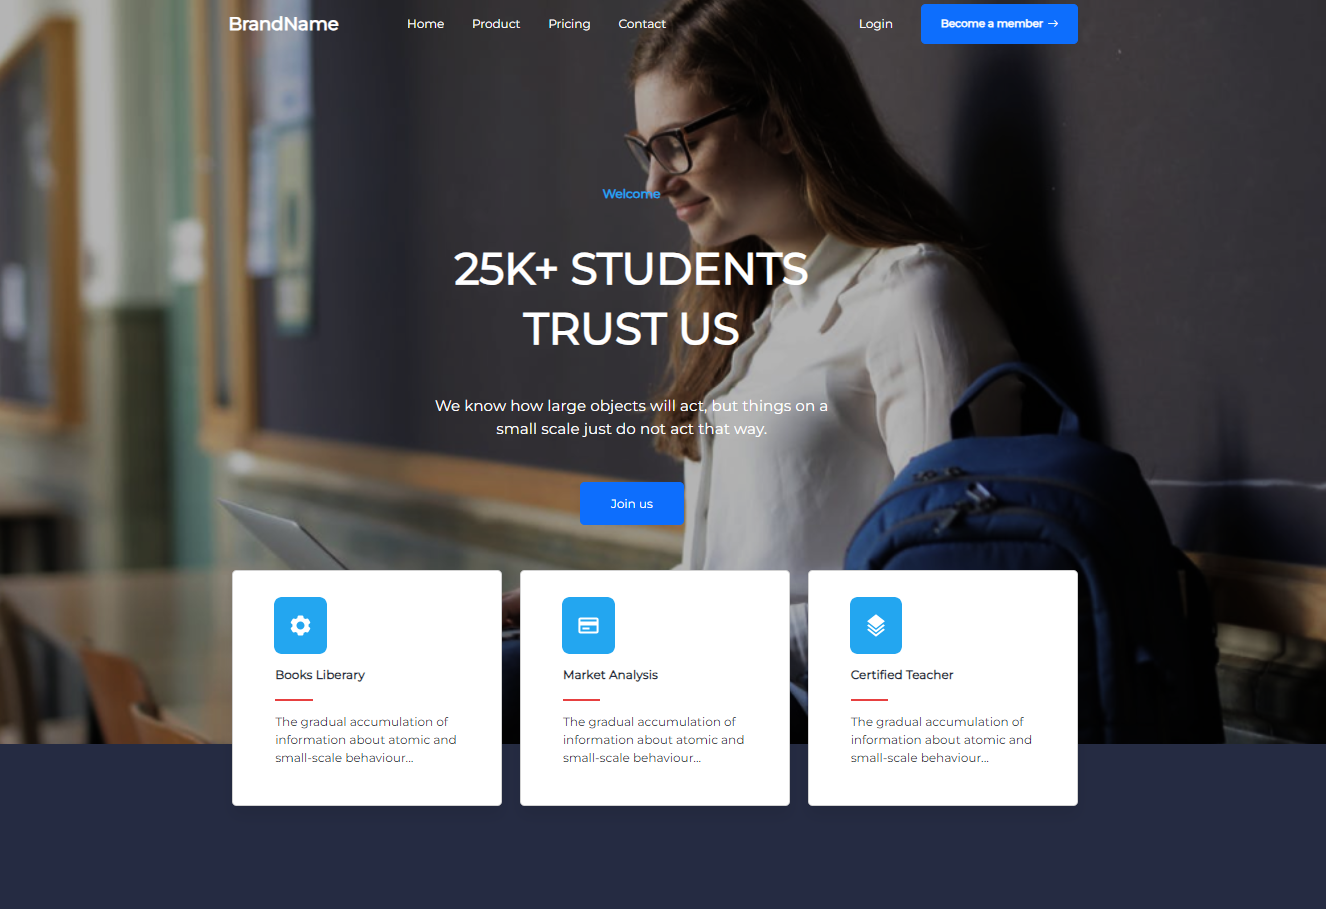 BrandName Home Product Pricing Contact Login Become a member →
Welcome
25K+ STUDENTS
TRUST US
We know how large objects will act, but things on a
small scale just do not act that way.
Join us
Books Liberary
The gradual accumulation of
information about atomic and
small-scale behaviour...
Market Analysis
The gradual accumulation of
information about atomic and
small-scale behaviour...
Certified Teacher
The gradual accumulation of
information about atomic and
small-scale behaviour...